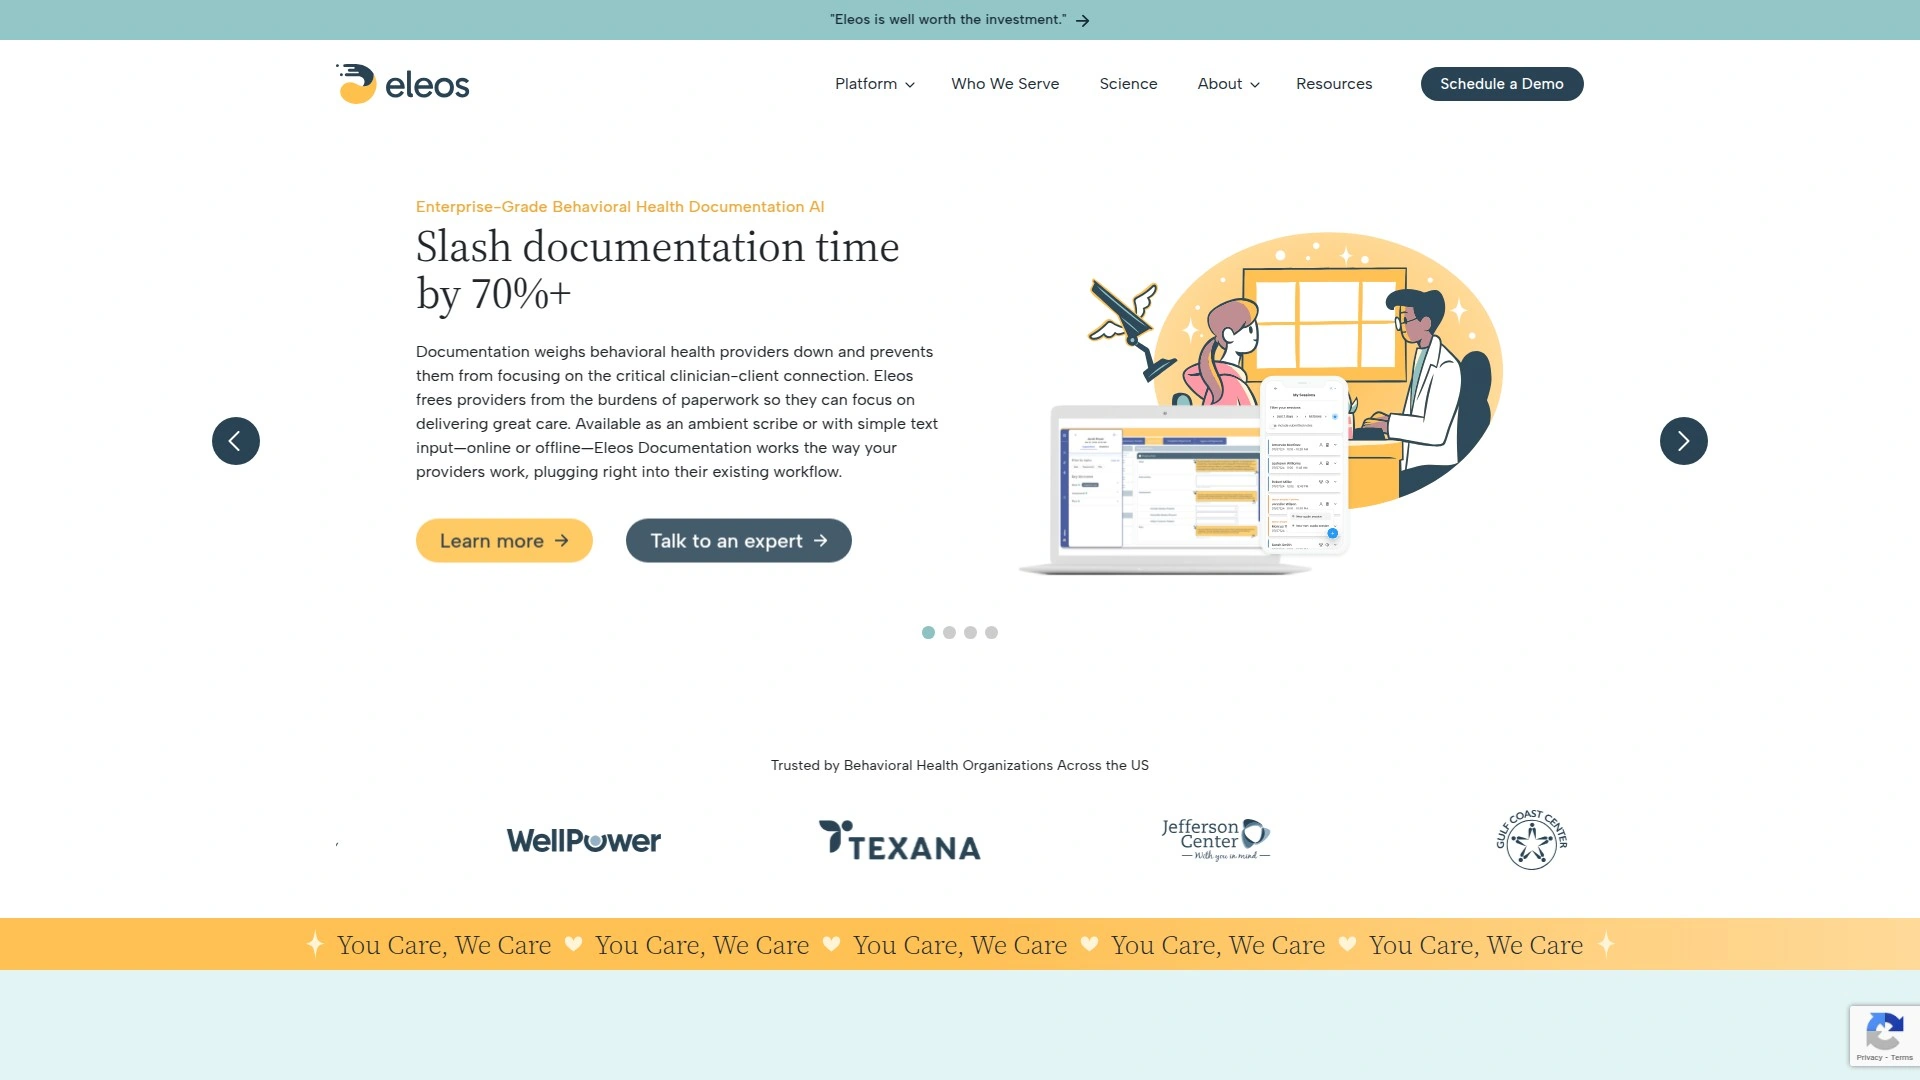 "Eleos is well worth the investment."
eleos
Platform
Who We Serve
Science
About
Resources
Schedule a Demo
Enterprise-Grade Behavioral Health Documentation AI
Slash documentation time
by 70%+
Documentation weighs behavioral health providers down and prevents
them from focusing on the critical clinician-client connection. Eleos
frees providers from the burdens of paperwork so they can focus on
delivering great care. Available as an ambient scribe or with simple text
input—online or offline—Eleos Documentation works the way your
providers work, plugging right into their existing workflow.
Learn more
Talk to an expert
My Sessions
Trusted by Behavioral Health Organizations Across the US
WellPower
TEXANA
Jefferson
Center
With you in mind
GULF COAST CENTER
You Care, We Care You Care, We Care You Care, We Care You Care, We Care You Care, We Care
Privacy - Terms